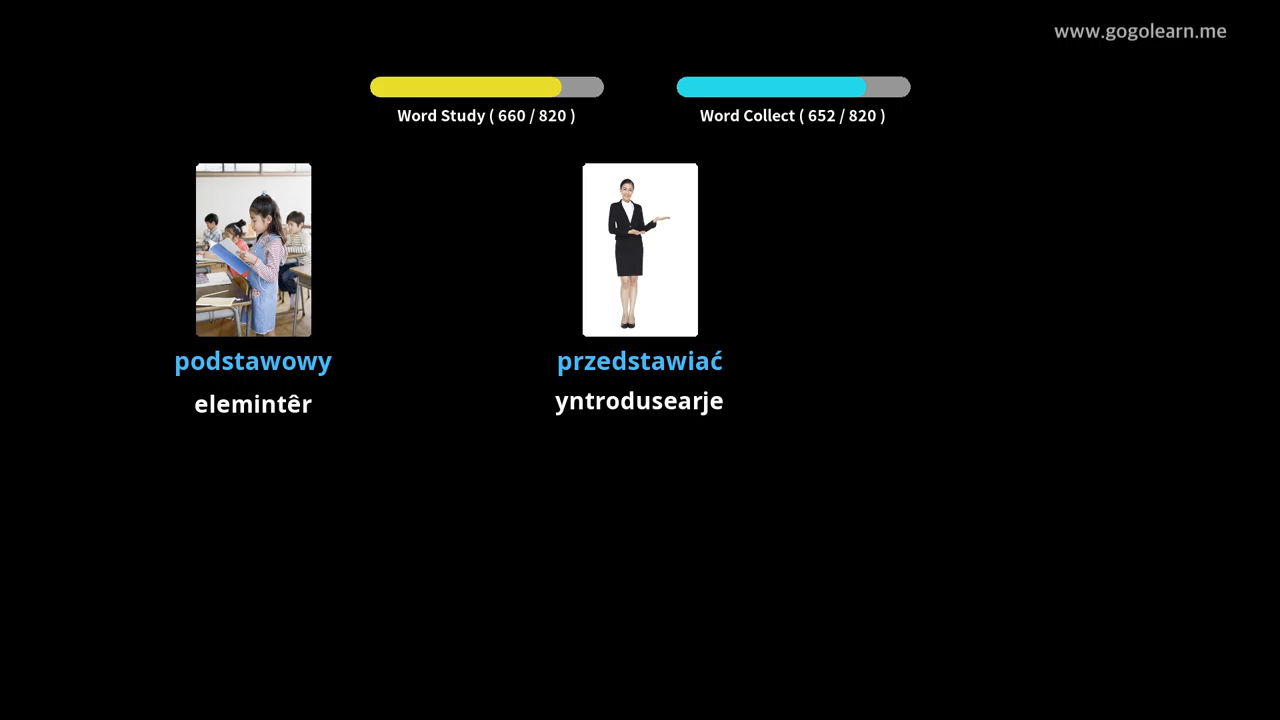 www.gogolearn.me
Word Study ( 660 / 820 )
Word Collect ( 652 / 820 )
podstawowy
elemintêr
przedstawiać
yntrodusearje